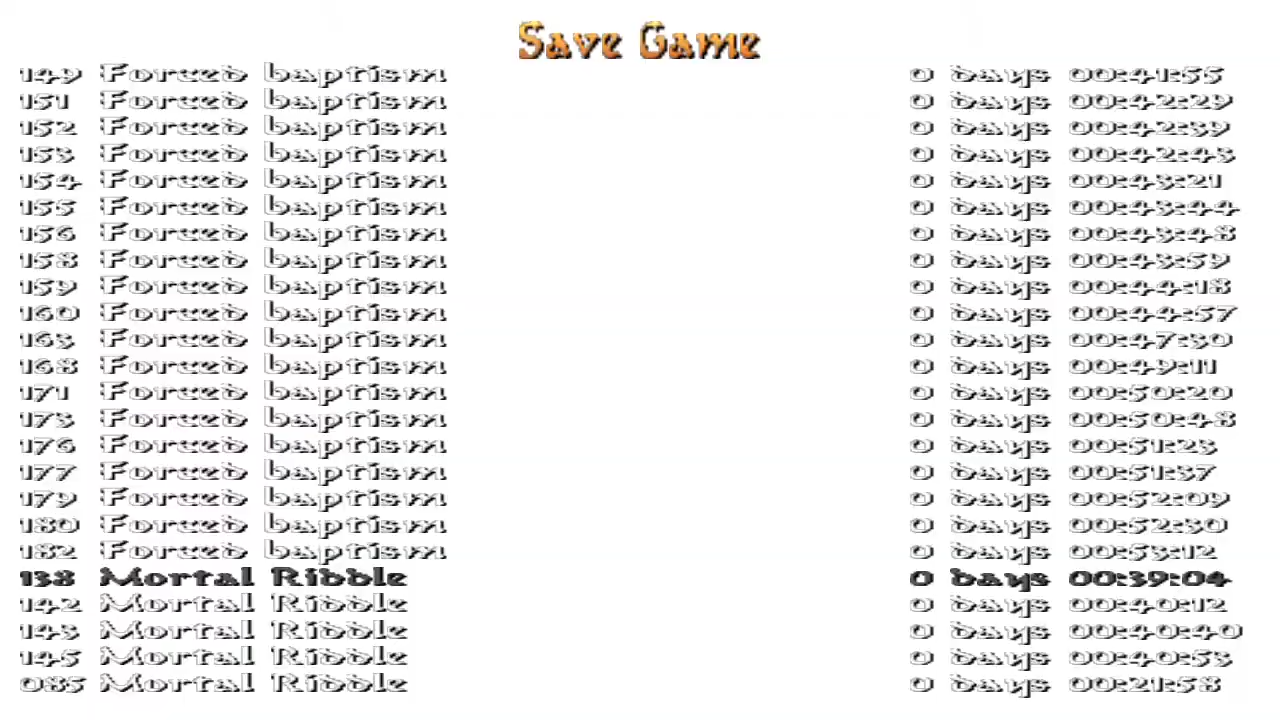 Save Game
149 Forced baptism 0 days 00:41:55
151 Forced baptism 0 days 00:42:29
152 Forced baptism 0 days 00:42:39
153 Forced baptism 0 days 00:42:43
154 Forced baptism 0 days 00:43:21
155 Forced baptism 0 days 00:43:44
156 Forced baptism 0 days 00:43:48
158 Forced baptism 0 days 00:43:59
159 Forced baptism 0 days 00:44:18
160 Forced baptism 0 days 00:44:57
163 Forced baptism 0 days 00:47:30
168 Forced baptism 0 days 00:49:11
171 Forced baptism 0 days 00:50:20
173 Forced baptism 0 days 00:50:48
176 Forced baptism 0 days 00:51:23
177 Forced baptism 0 days 00:51:37
179 Forced baptism 0 days 00:52:09
180 Forced baptism 0 days 00:52:30
182 Forced baptism 0 days 00:53:12
138 Mortal Ribble 0 days 00:39:04
142 Mortal Ribble 0 days 00:40:12
143 Mortal Ribble 0 days 00:40:40
145 Mortal Ribble 0 days 00:40:53
085 Mortal Ribble 0 days 00:21:58